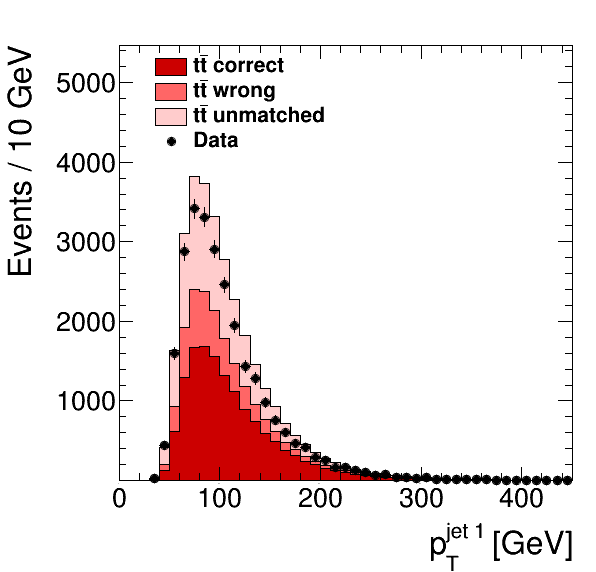 Events / 10 GeV
5000
4000
3000
2000
1000
tt̄ correct
tt̄ wrong
tt̄ unmatched
Data
0 100 200 300 400
p_T^{jet 1} [GeV]